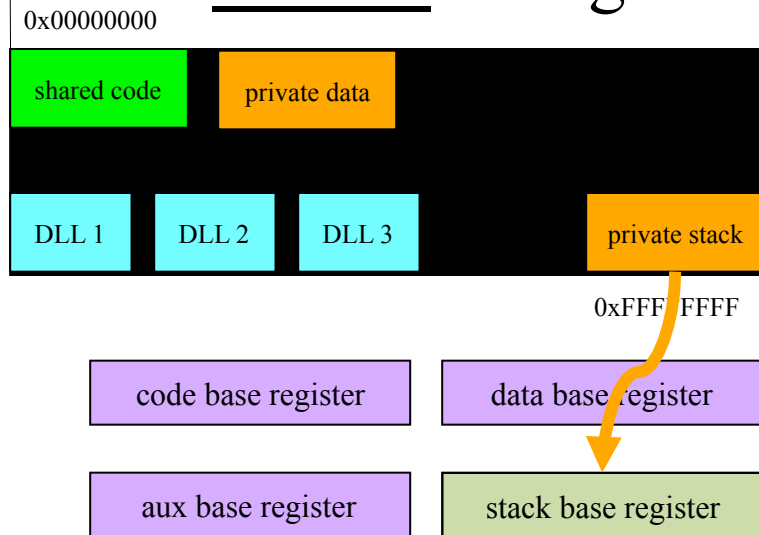 0x00000000
shared code
private data
DLL 1
DLL 2
DLL 3
private stack
code base register
data base register
aux base register
stack base register